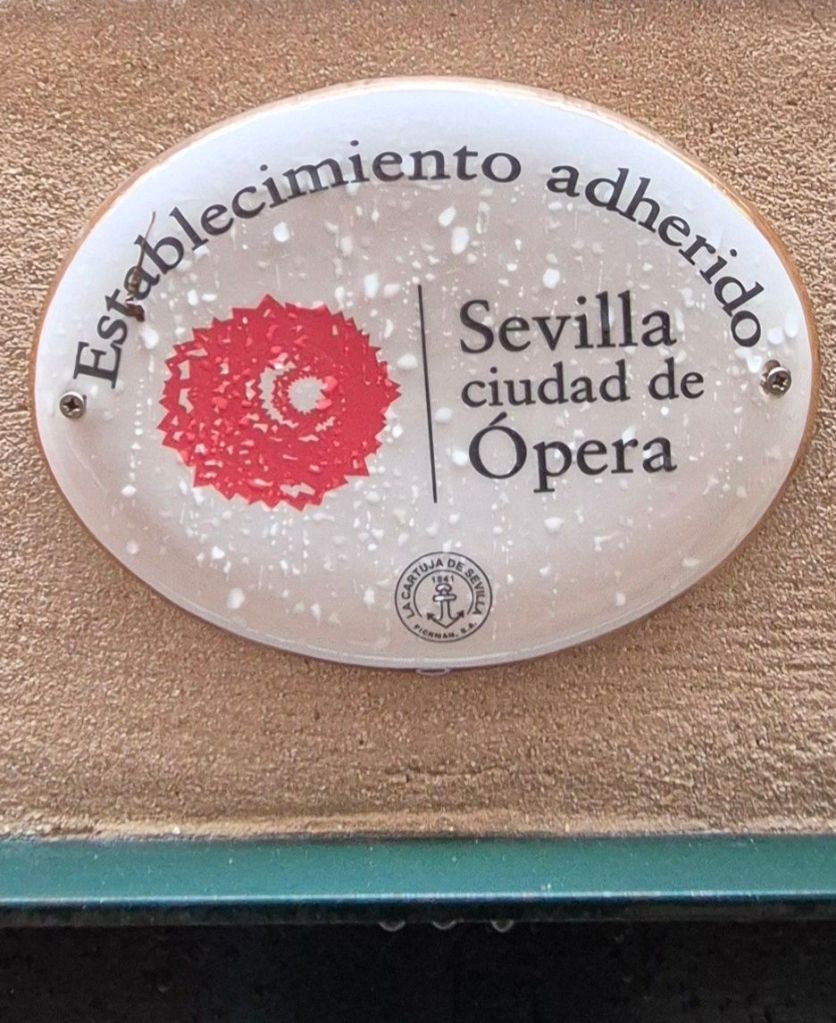 Establecimiento adherido
Sevilla
ciudad de
Ópera
LA CARTUJA DE SEVILLA
1841
PICKMAN, S.A.